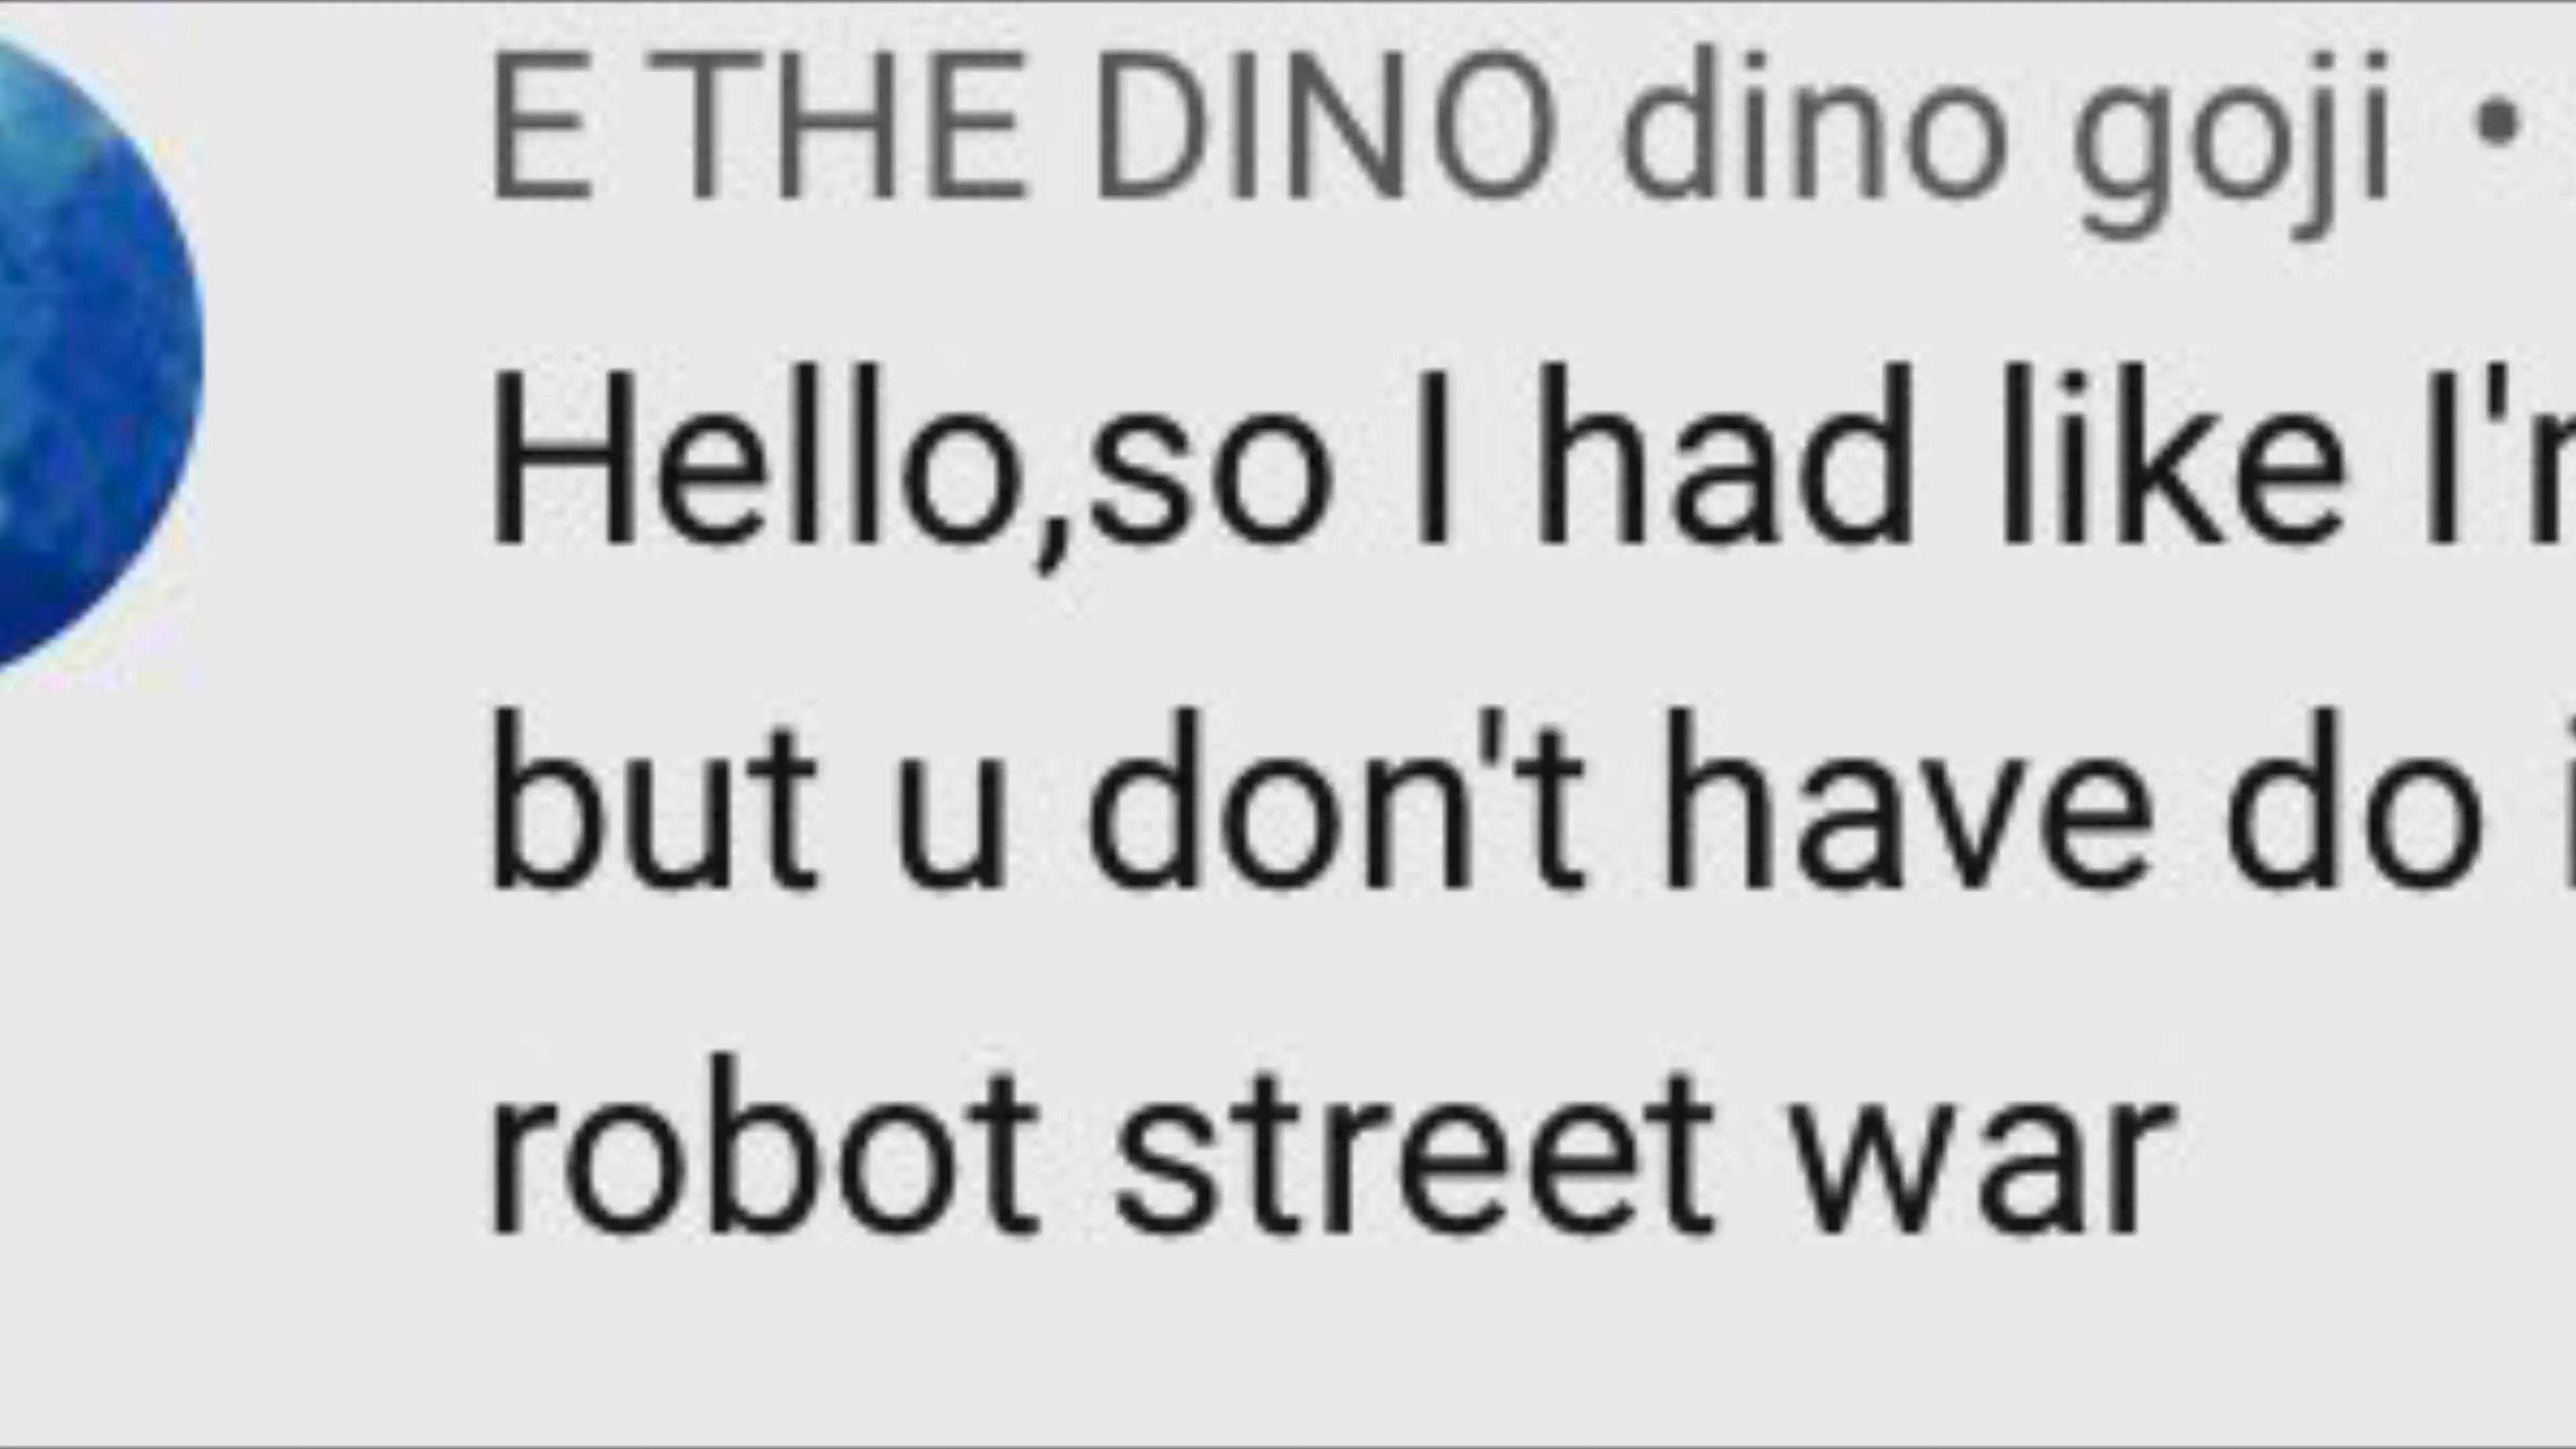 E THE DINO dino goji •
Hello,so I had like
but u don't have do
robot street war